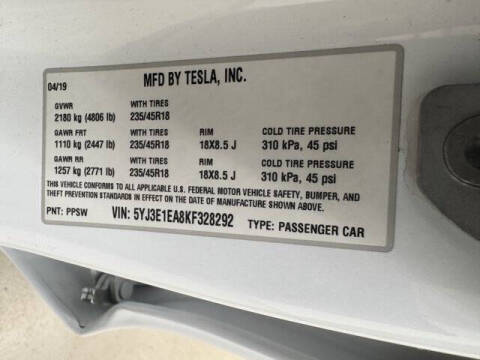 MFD BY TESLA, INC.
04/19
GVWR WITH TIRES
2180 kg (4806 lb) 235/45R18
GAWR FRT WITH TIRES RIM COLD TIRE PRESSURE
1110 kg (2447 lb) 235/45R18 18X8.5 J 310 kPa, 45 psi
GAWR RR WITH TIRES RIM COLD TIRE PRESSURE
1257 kg (2771 lb) 235/45R18 18X8.5 J 310 kPa, 45 psi
THIS VEHICLE CONFORMS TO ALL APPLICABLE U.S. FEDERAL MOTOR VEHICLE SAFETY, BUMPER, AND
THEFT PREVENTION STANDARDS IN EFFECT ON THE DATE OF MANUFACTURE SHOWN ABOVE.
PNT: PPSW VIN: 5YJ3E1EA8KF328292 TYPE: PASSENGER CAR